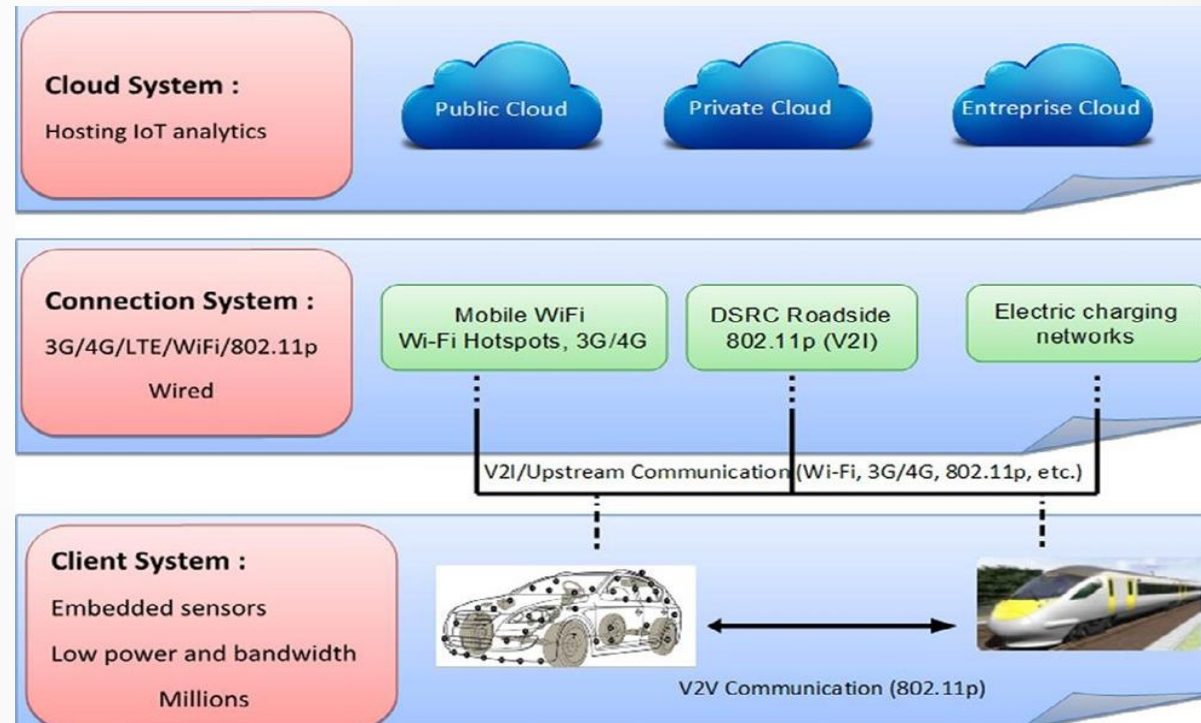 Cloud System :
Hosting IoT analytics
Public Cloud
Private Cloud
Entreprise Cloud
Connection System :
3G/4G/LTE/WiFi/802.11p
Wired
Mobile WiFi
Wi-Fi Hotspots, 3G/4G
DSRC Roadside
802.11p (V2I)
Electric charging
networks
V2I/Upstream Communication (Wi-Fi, 3G/4G, 802.11p, etc.)
Client System :
Embedded sensors
Low power and bandwidth
Millions
V2V Communication (802.11p)